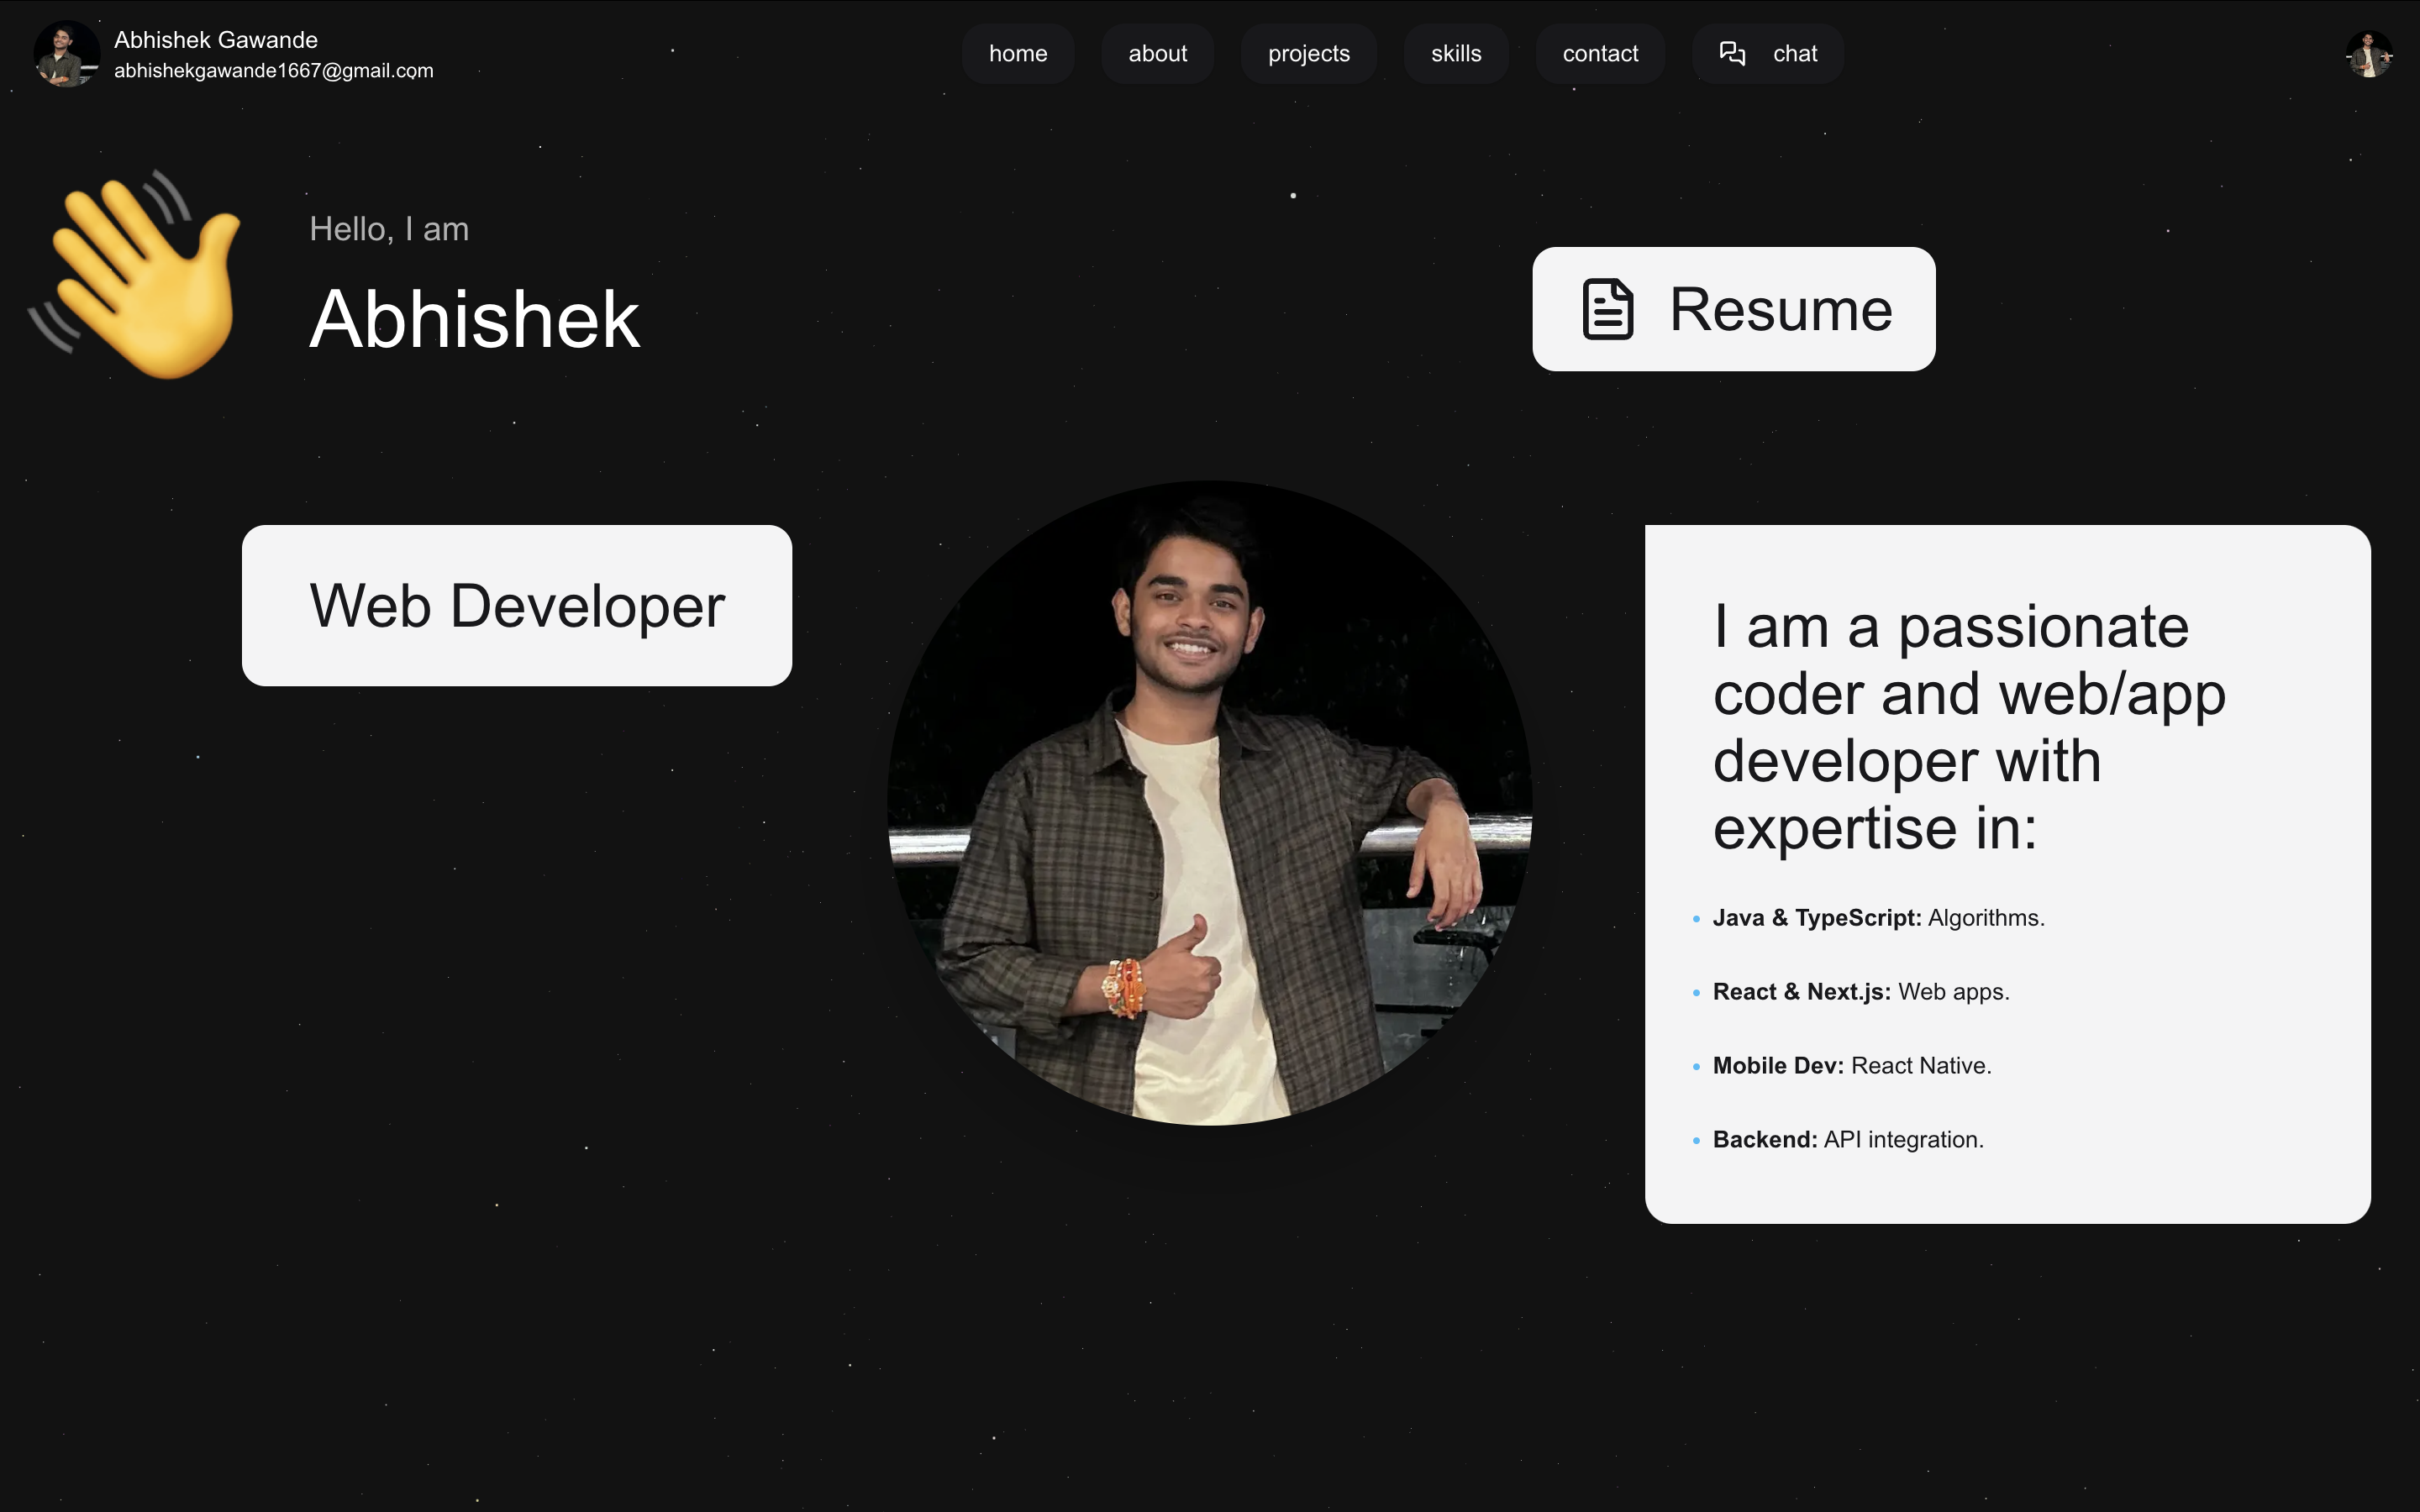 Abhishek Gawande
abhishekgawande1667@gmail.com
home
about
projects
skills
contact
chat
Hello, I am
Abhishek
Resume
Web Developer
I am a passionate
coder and web/app
developer with
expertise in:
Java & TypeScript: Algorithms.
React & Next.js: Web apps.
Mobile Dev: React Native.
Backend: API integration.